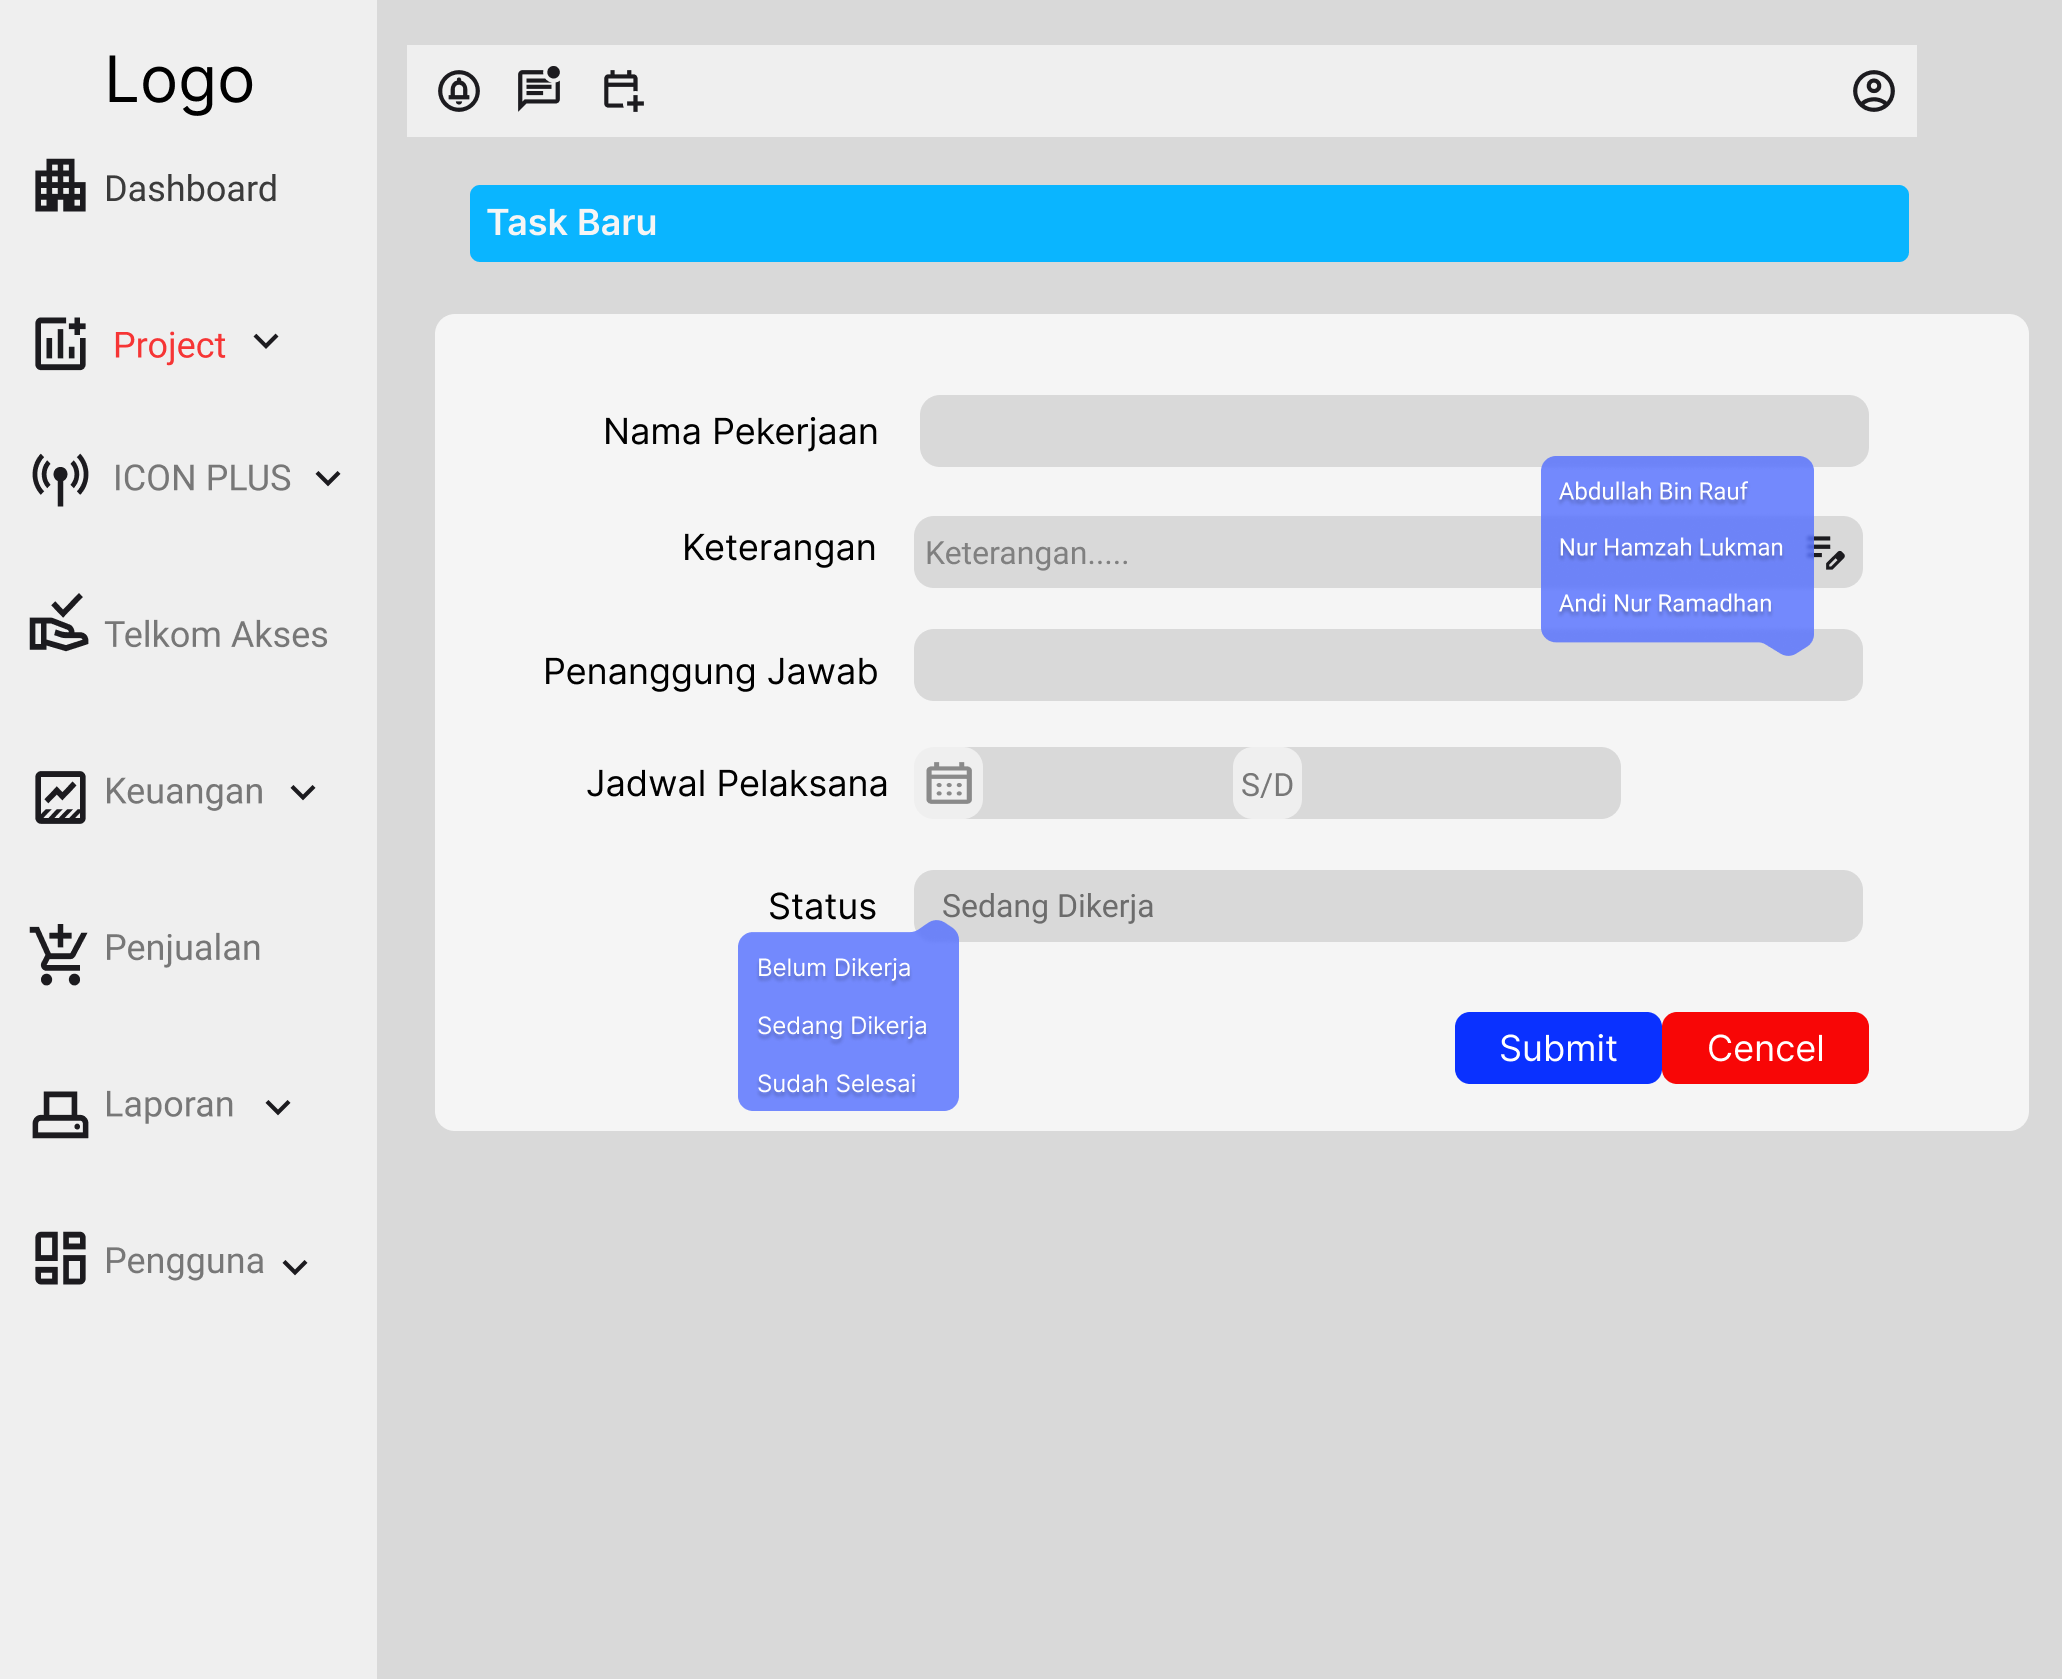 Logo
Dashboard
Project
ICON PLUS
Telkom Akses
Keuangan
Penjualan
Laporan
Pengguna
Task Baru
Nama Pekerjaan
Keterangan
Keterangan.....
Abdullah Bin Rauf
Nur Hamzah Lukman
Andi Nur Ramadhan
Penanggung Jawab
Jadwal Pelaksana
S/D
Status
Sedang Dikerja
Belum Dikerja
Sedang Dikerja
Sudah Selesai
Submit
Cencel